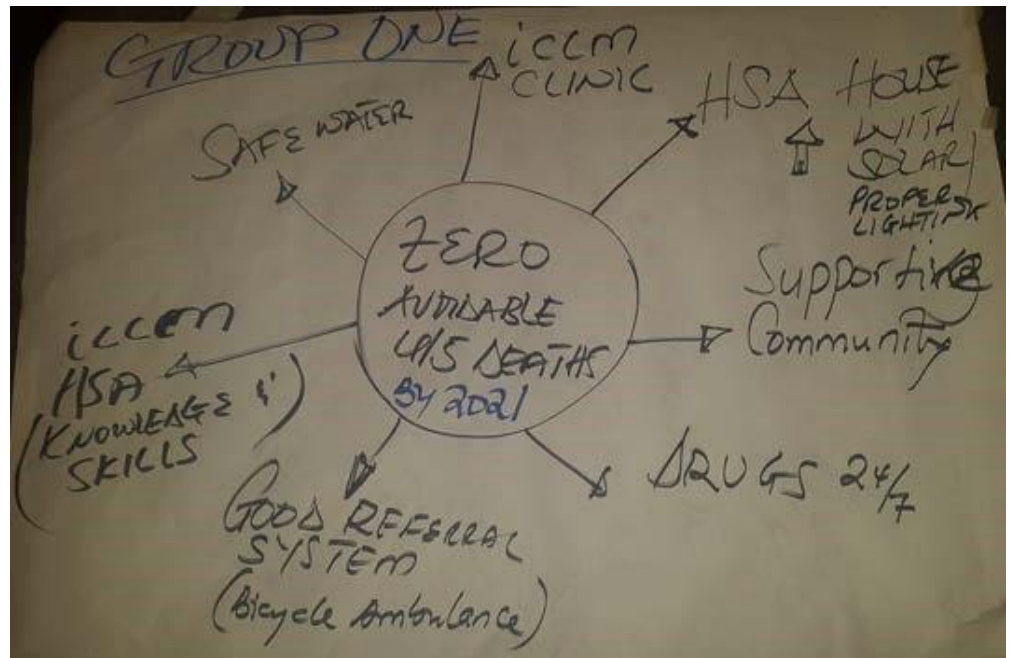 GROUP ONE
iccm
CLINIC
SAFE WATER
HSA HOUSE
WITH
SOLAR/
PROPER
LIGHTING
ZERO
AVOIDABLE
U/5 DEATHS
BY 2021
Supportive
Community
iccm
HSA
(KNOWLEDGE &)
SKILLS
DRUGS 24/7
GOOD REFERRAL
SYSTEM
(Bicycle Ambulance)